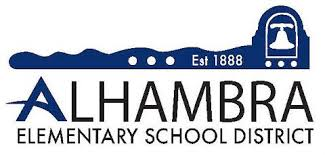 Est 1888
ALHAMBRA
ELEMENTARY SCHOOL DISTRICT